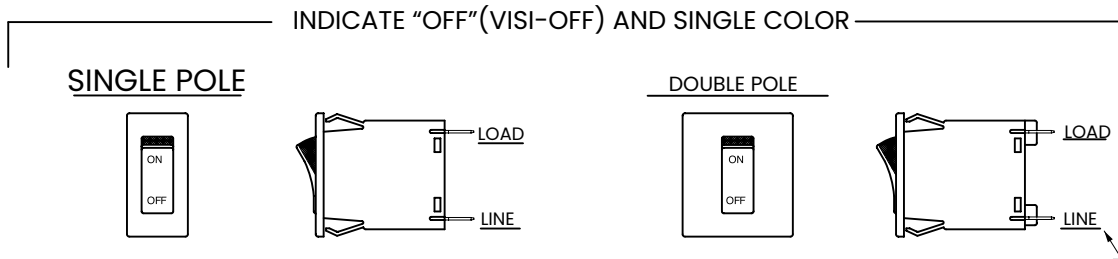 INDICATE “OFF”(VISI-OFF) AND SINGLE COLOR
SINGLE POLE
ON
OFF
LOAD
LINE
DOUBLE POLE
ON
OFF
LOAD
LINE